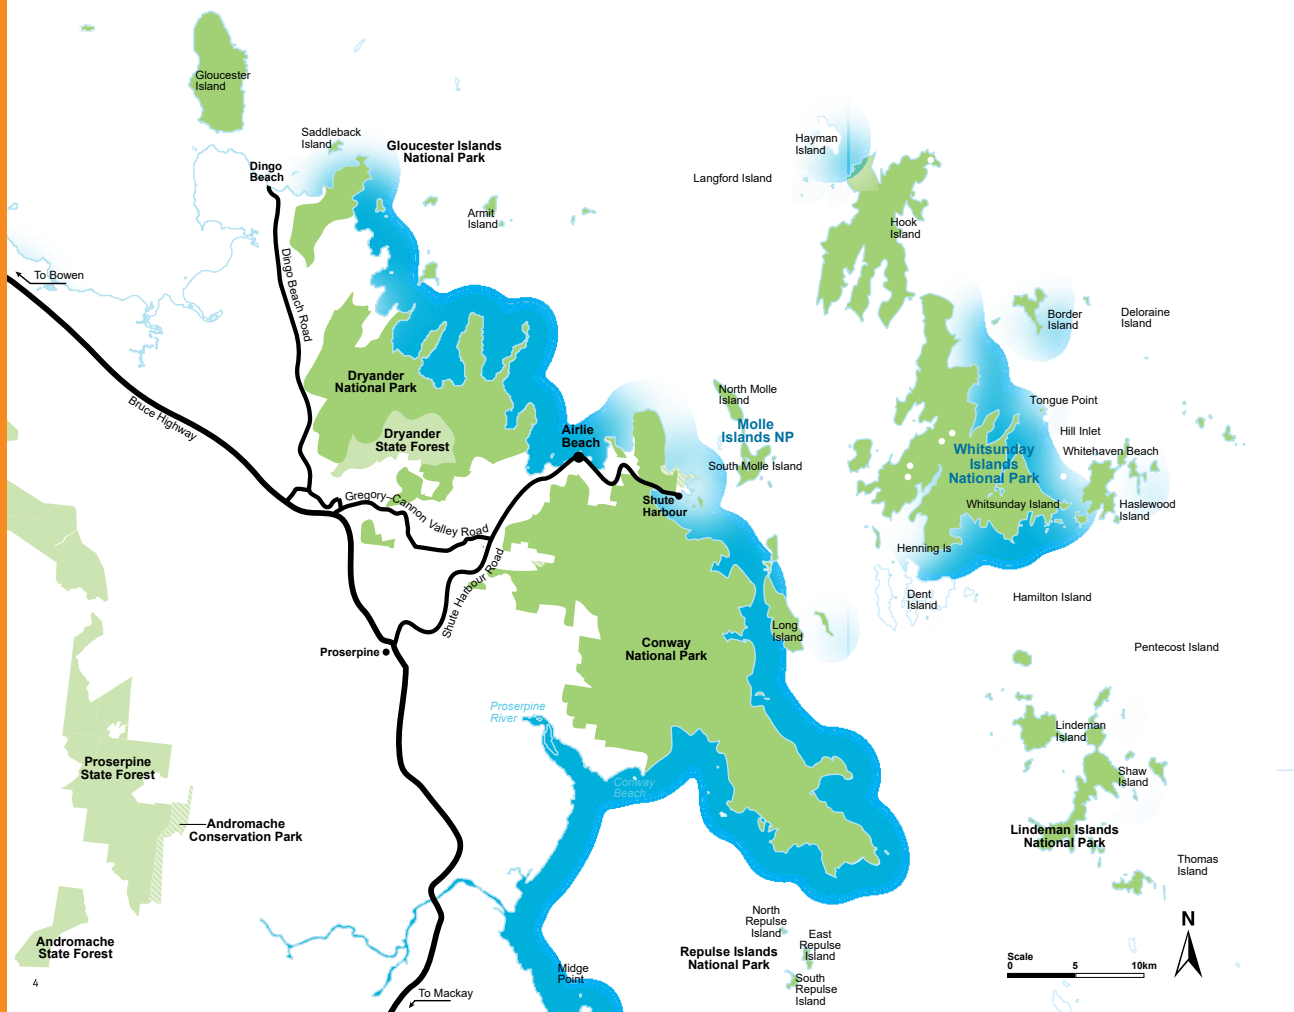 Gloucester
Island
Saddleback
Island
Gloucester Islands
National Park
Dingo
Beach
Armit
Island
Hayman
Island
Langford Island
Hook
Island
To Bowen
Dingo Beach Road
Border
Island
Deloraine
Island
Dryander
National Park
Bruce Highway
Dryander
State Forest
North Molle
Island
Molle
Islands NP
South Molle Island
Airlie
Beach
Tongue Point
Hill Inlet
Whitehaven Beach
Whitsunday
Islands
National Park
Whitsunday Island
Haslewood
Island
Shute
Harbour
Gregory–Cannon Valley Road
Shute Harbour Road
Henning Is
Dent
Island
Hamilton Island
Long
Island
Proserpine
Conway
National Park
Pentecost Island
Proserpine
River
Lindeman
Island
Shaw
Island
Proserpine
State Forest
Conway
Beach
Andromache
Conservation Park
Lindeman Islands
National Park
Thomas
Island
North
Repulse
Island
East
Repulse
Island
Repulse Islands
National Park
South
Repulse
Island
Andromache
State Forest
Midge
Point
To Mackay
N
Scale
0 5 10km
4